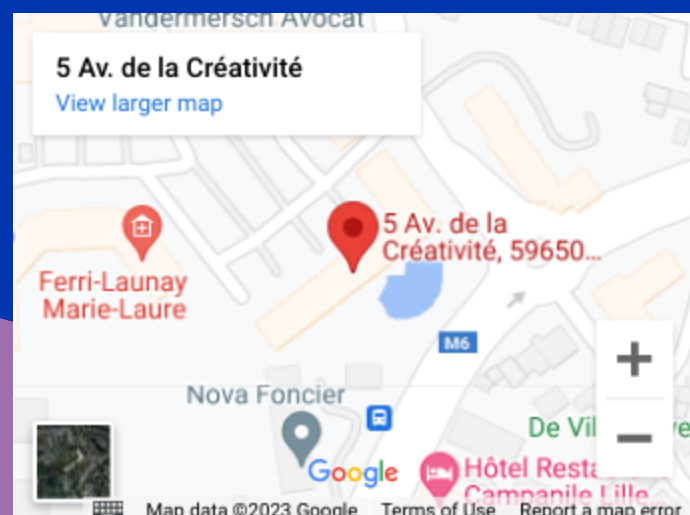 Vandermersch Avocat
5 Av. de la Créativité
View larger map
5 Av. de la
Créativité, 59650...
Ferri-Launay
Marie-Laure
M6
+
Nova Foncier
De Vil
−
Google
Hôtel Resta
Campanile Lille...
Map data ©2023 Google Terms of Use Report a map error